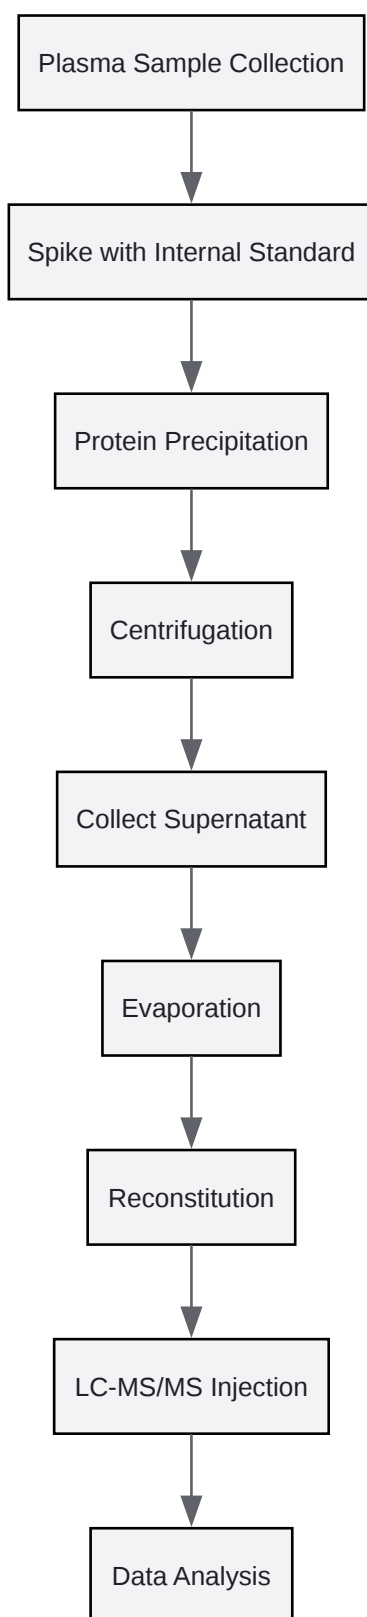 Plasma Sample Collection
Spike with Internal Standard
Protein Precipitation
Centrifugation
Collect Supernatant
Evaporation
Reconstitution
LC-MS/MS Injection
Data Analysis